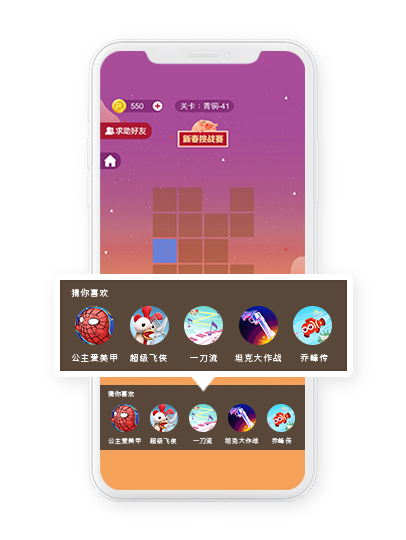 550
关卡：青铜-41
求助好友
新春挑战赛
猜你喜欢
公主爱美甲 超级飞侠 一刀流 坦克大作战 乔峰传
猜你喜欢
公主爱美甲 超级飞侠 一刀流 坦克大作战 乔峰传